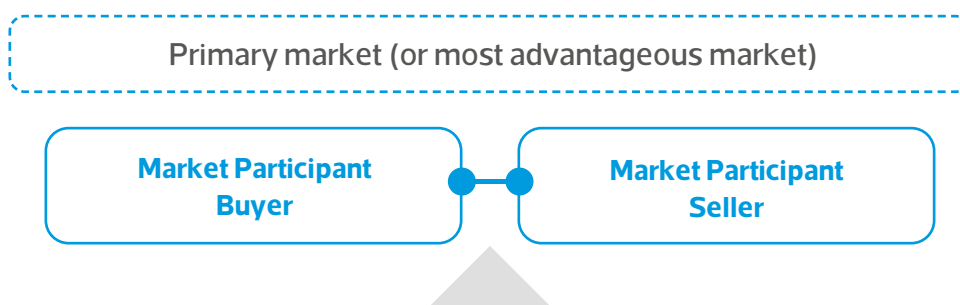 Primary market (or most advantageous market)
Market Participant
Buyer
Market Participant
Seller